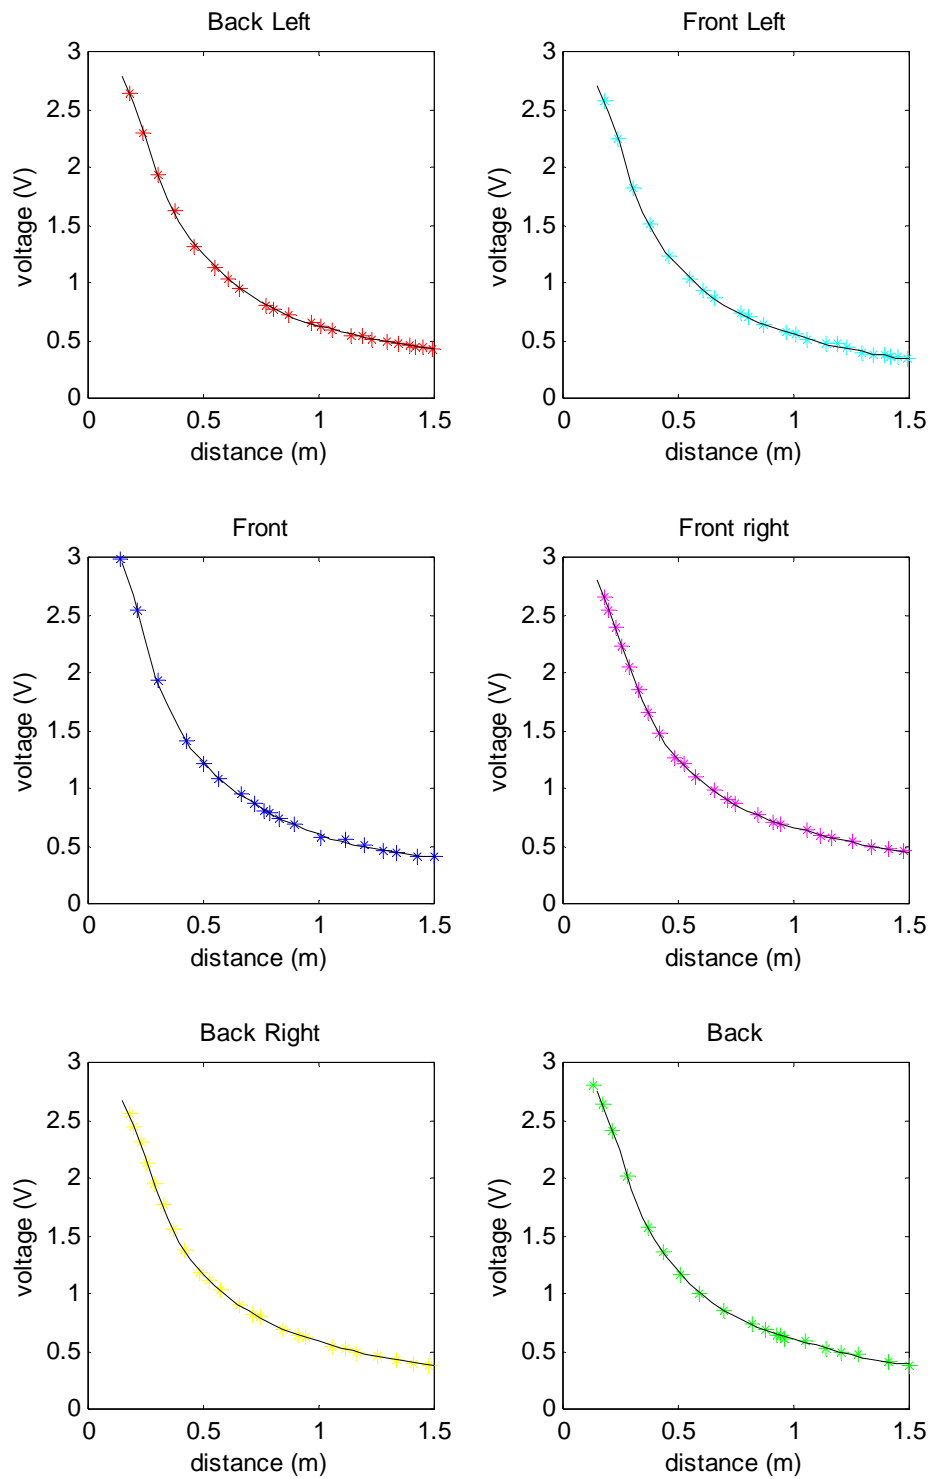 Back Left
3
2.5
2
1.5
1
0.5
0
0 0.5 1 1.5
voltage (V)
distance (m)
Front Left
3
2.5
2
1.5
1
0.5
0
0 0.5 1 1.5
voltage (V)
distance (m)
Front
3
2.5
2
1.5
1
0.5
0
0 0.5 1 1.5
voltage (V)
distance (m)
Front right
3
2.5
2
1.5
1
0.5
0
0 0.5 1 1.5
voltage (V)
distance (m)
Back Right
3
2.5
2
1.5
1
0.5
0
0 0.5 1 1.5
voltage (V)
distance (m)
Back
3
2.5
2
1.5
1
0.5
0
0 0.5 1 1.5
voltage (V)
distance (m)